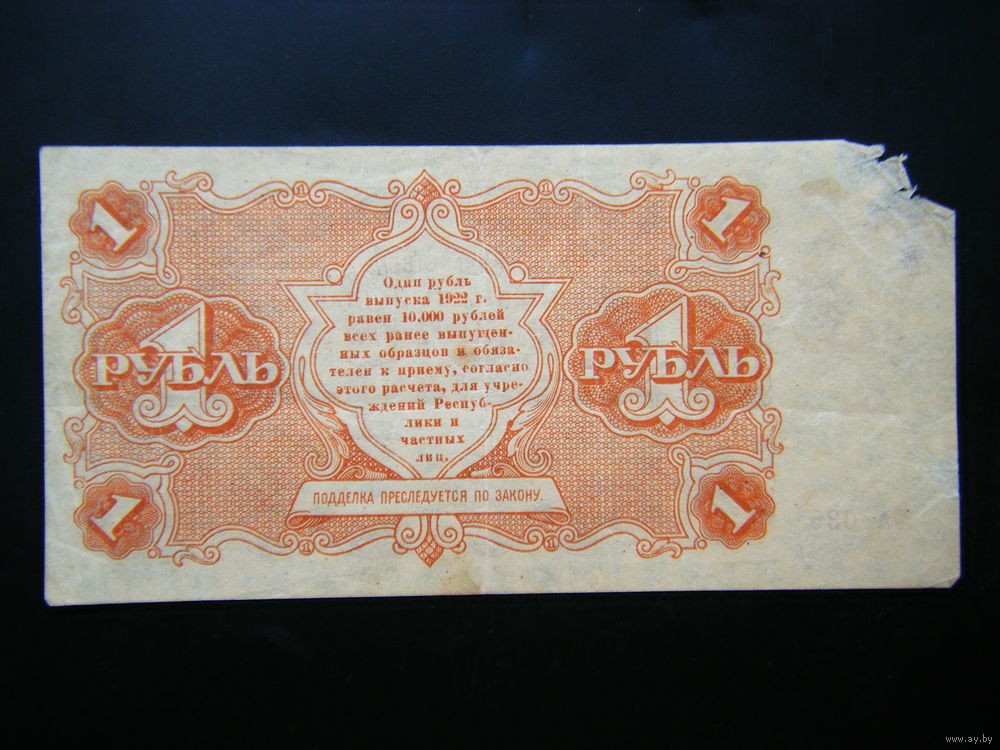 1
1
Один рубль
выпуска 1922 г.
равен 10.000 рублей
всех ранее выпущен-
ных образцов и обяза-
телен к приему, согласно
этого расчета, для учре-
ждений Респуб-
лики и
частных
лиц.
1
РУБЛЬ
1
РУБЛЬ
ПОДДЕЛКА ПРЕСЛЕДУЕТСЯ ПО ЗАКОНУ.
1
1
www.ay.by